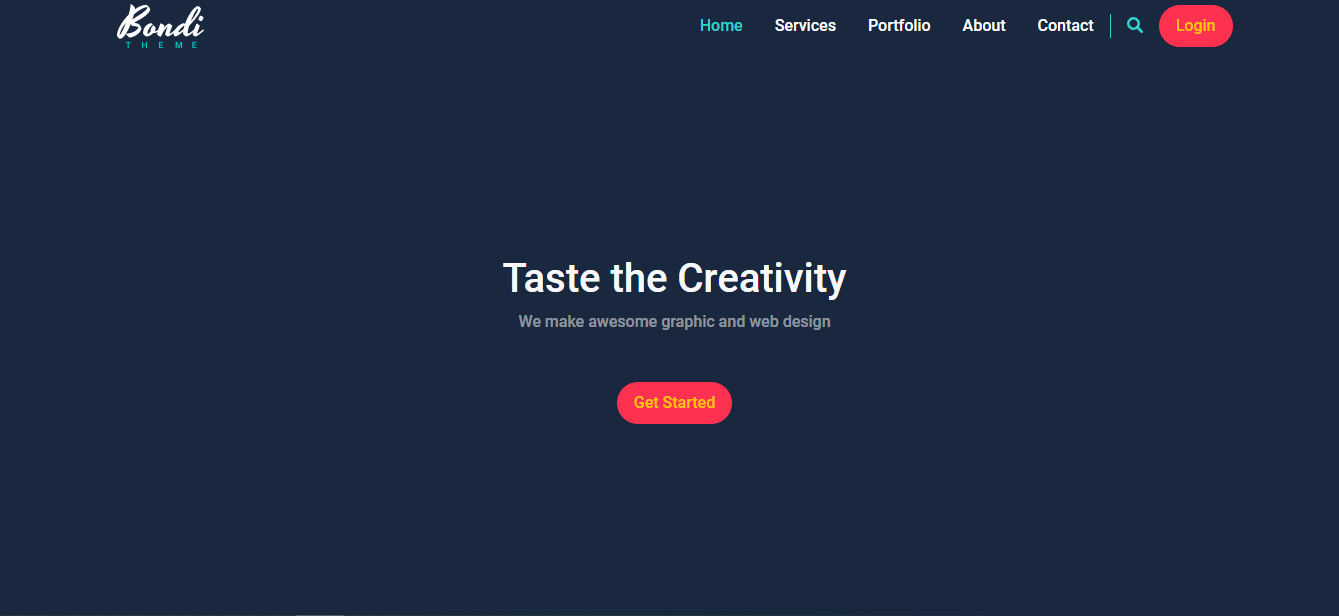 Bondi
THEME
Home Services Portfolio About Contact Login
Taste the Creativity
We make awesome graphic and web design
Get Started